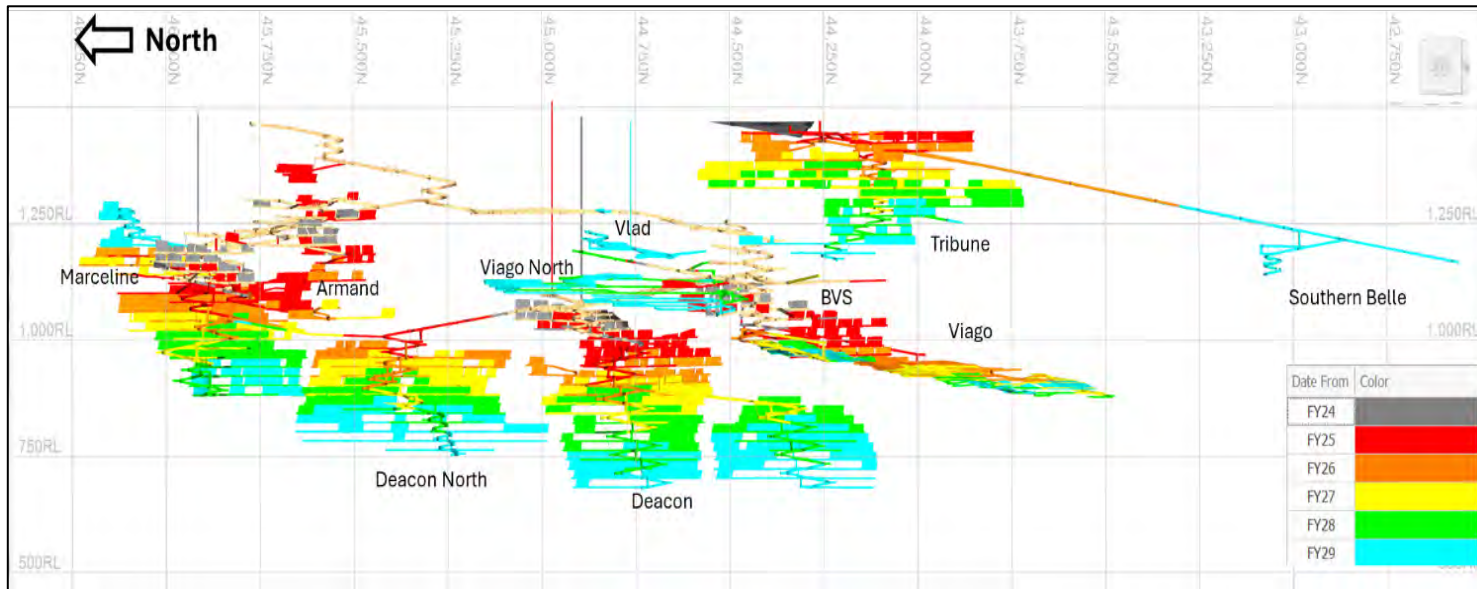 North
45,750N
45,500N
45,000N
44,750N
44,500N
44,250N
44,000N
43,750N
43,500N
43,250N
43,000N
42,750N
1,250RL
1,250RL
Vlad
Tribune
Marceline
Viago North
Armand
BVS
Southern Belle
Viago
1,000RL
1,000RL
Date From Color
FY24
FY25
FY26
FY27
FY28
FY29
750RL
Deacon North
Deacon
500RL